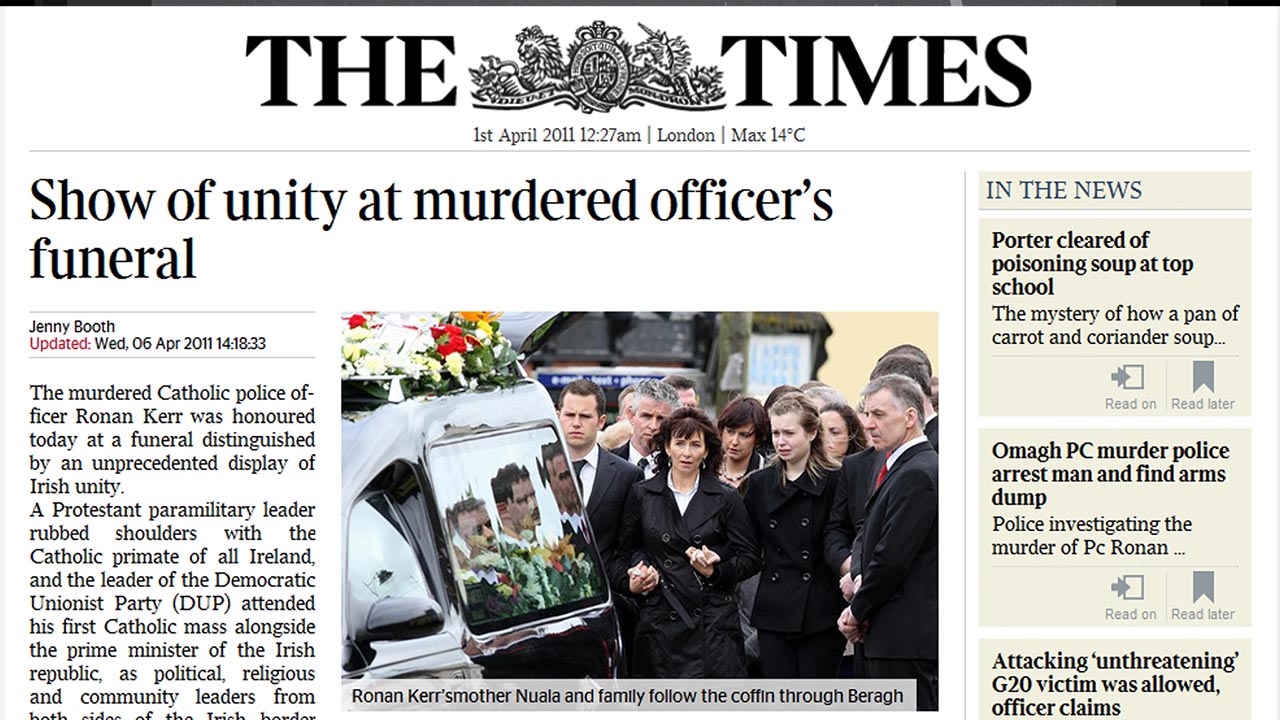 THE TIMES
1st April 2011 12:27am | London | Max 14°C
Show of unity at murdered officer’s
funeral
Jenny Booth
Updated: Wed, 06 Apr 2011 14:18:33
The murdered Catholic police of-
ficer Ronan Kerr was honoured
today at a funeral distinguished
by an unprecedented display of
Irish unity.
A Protestant paramilitary leader
rubbed shoulders with the
Catholic primate of all Ireland,
and the leader of the Democratic
Unionist Party (DUP) attended
his first Catholic mass alongside
the prime minister of the Irish
republic, as political, religious
and community leaders from
both sides of the Irish border
Ronan Kerr'smother Nuala and family follow the coffin through Beragh
IN THE NEWS
Porter cleared of
poisoning soup at top
school
The mystery of how a pan of
carrot and coriander soup...
Read on Read later
Omagh PC murder police
arrest man and find arms
dump
Police investigating the
murder of Pc Ronan ...
Read on Read later
Attacking ‘unthreatening’
G20 victim was allowed,
officer claims